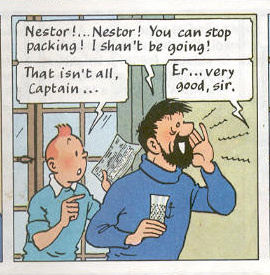 Nestor!...Nestor! You can stop
packing! I shan't be going!
That isn't all,
Captain ...
Er...very
good, sir.